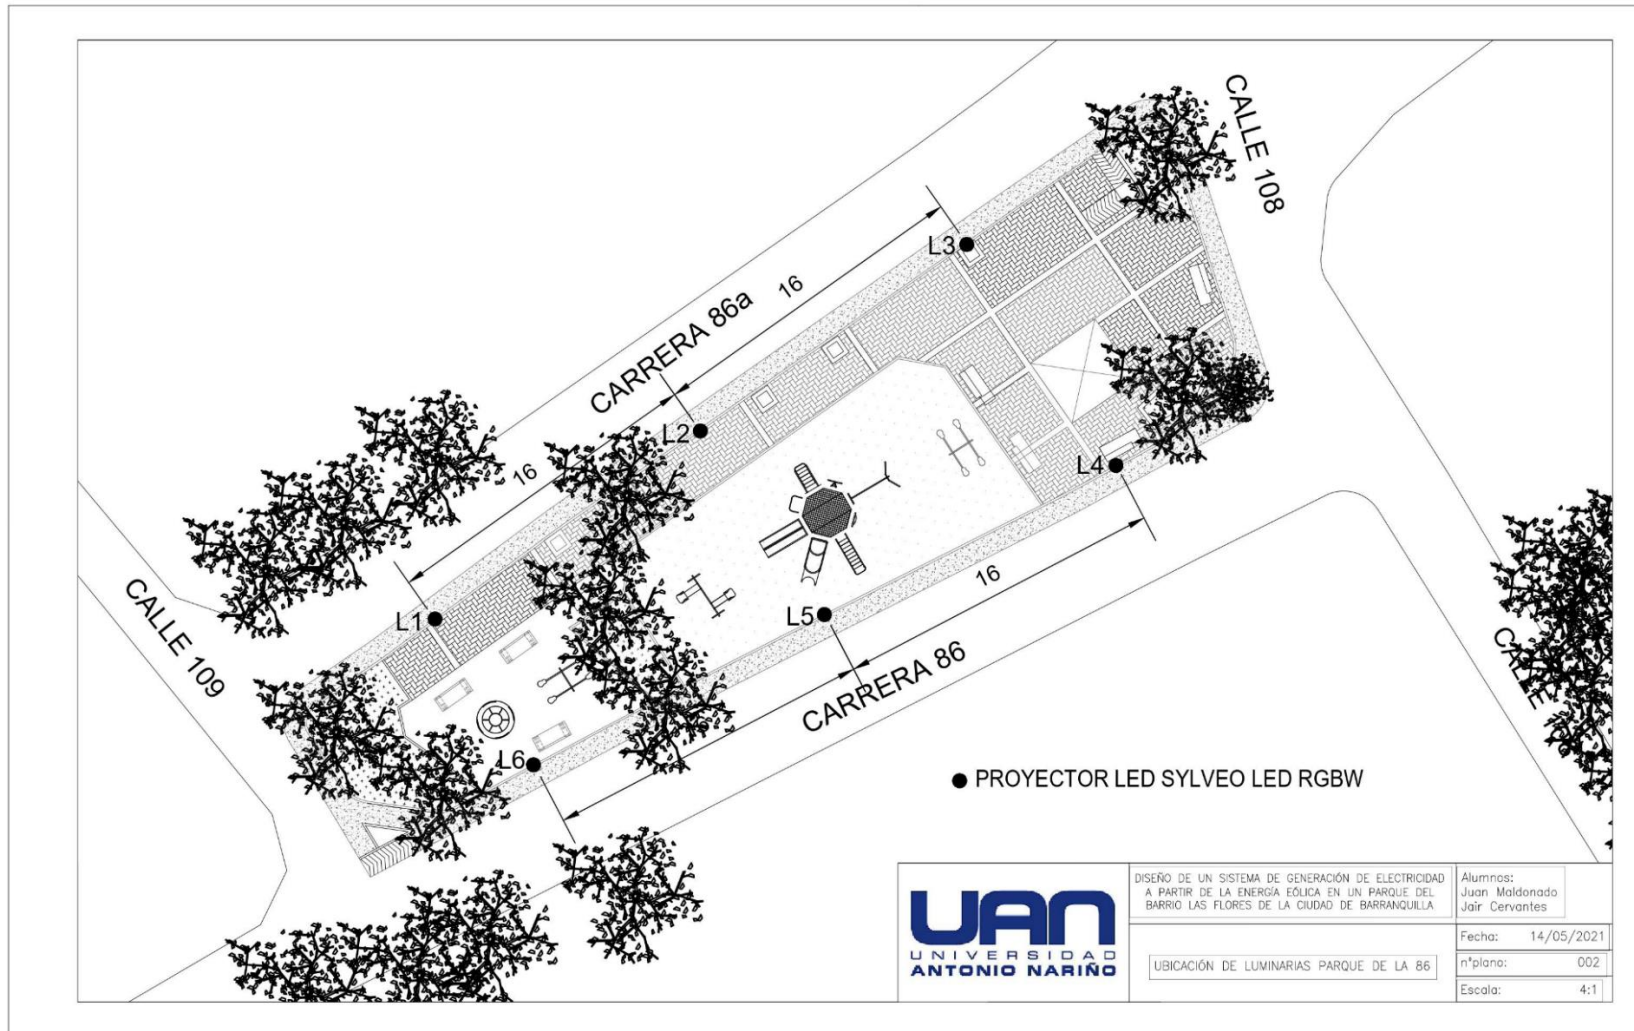 CALLE 108
L3
16
CARRERA 86a
L2
16
L4
L1
L5
16
CALLE 109
CARRERA 86
L6
CALLE
● PROYECTOR LED SYLVEO LED RGBW
UAN
UNIVERSIDAD
ANTONIO NARIÑO
DISEÑO DE UN SISTEMA DE GENERACIÓN DE ELECTRICIDAD
A PARTIR DE LA ENERGÍA EÓLICA EN UN PARQUE DEL
BARRIO LAS FLORES DE LA CIUDAD DE BARRANQUILLA
UBICACIÓN DE LUMINARIAS PARQUE DE LA 86
Alumnos:
Juan Maldonado
Jair Cervantes
Fecha: 14/05/2021
n°plano: 002
Escala: 4:1